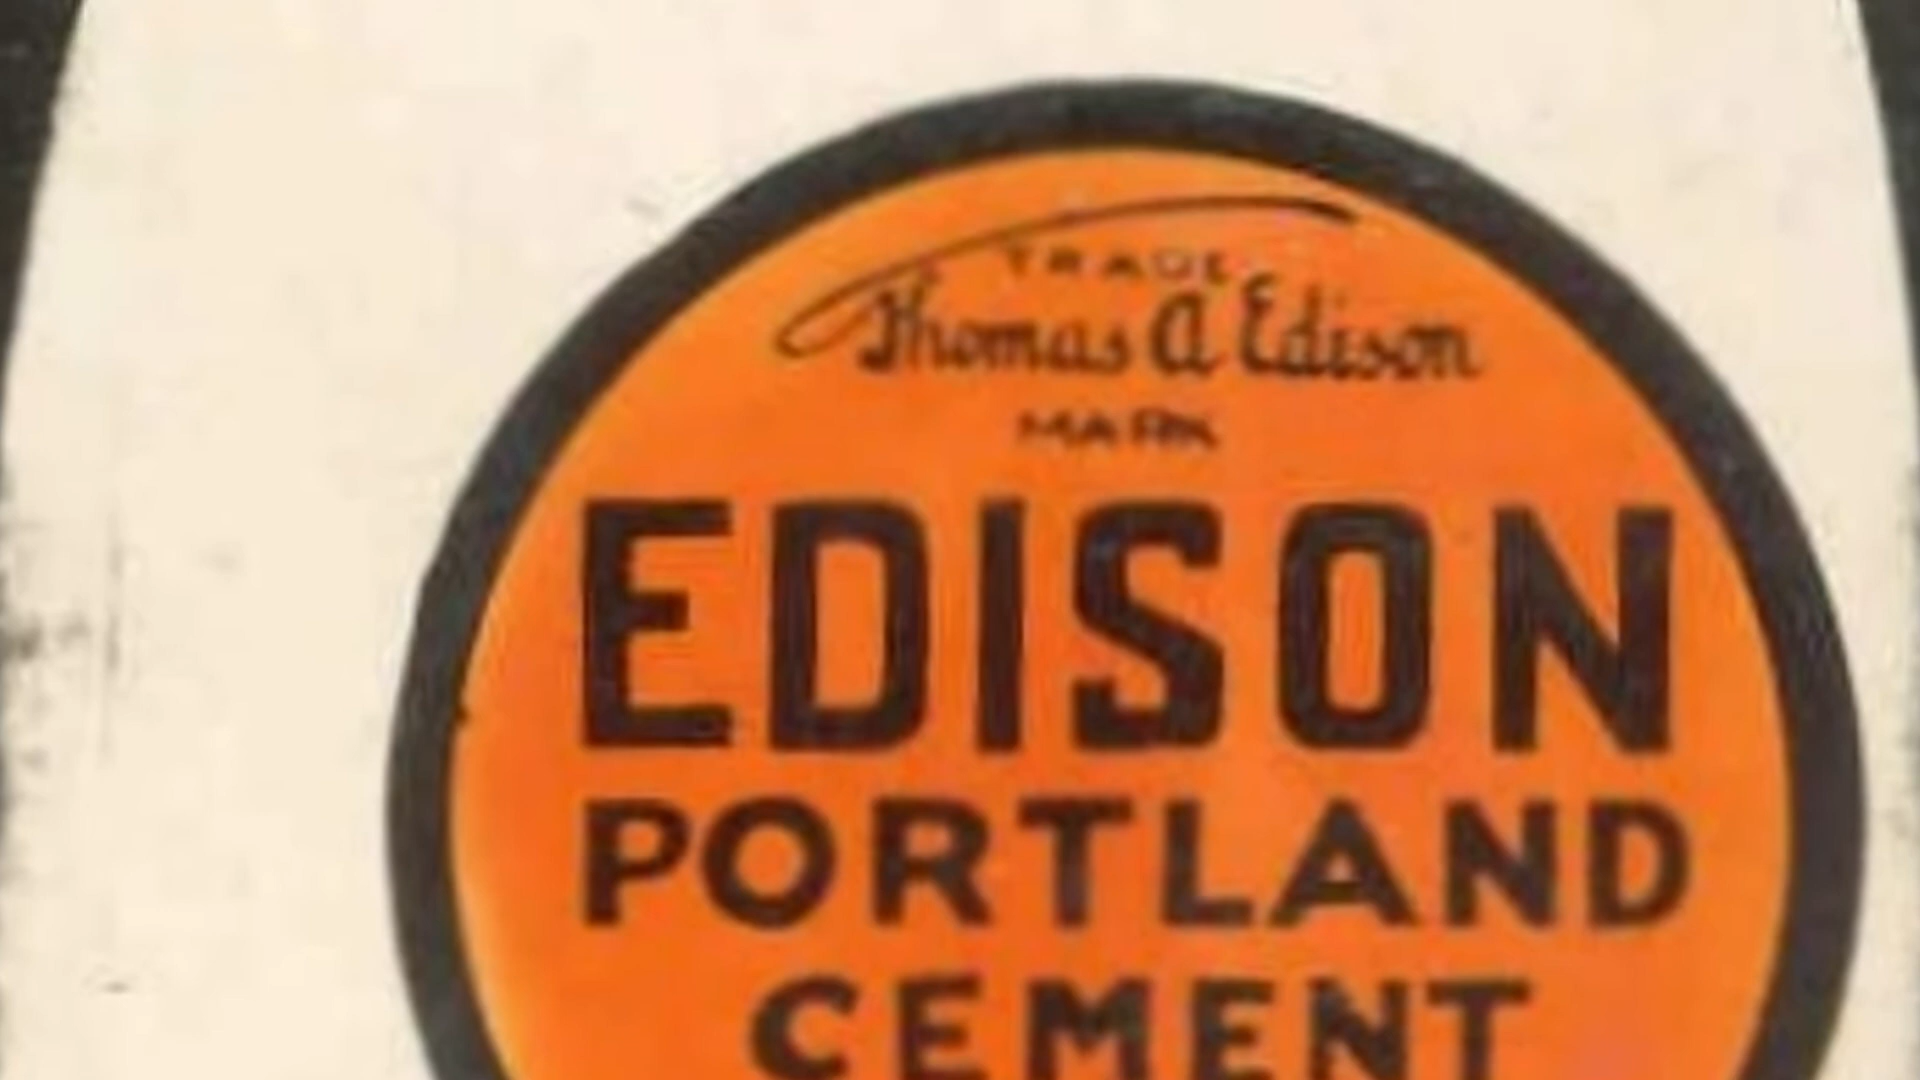 TRADE
Thomas A Edison
MARK
EDISON
PORTLAND
CEMENT